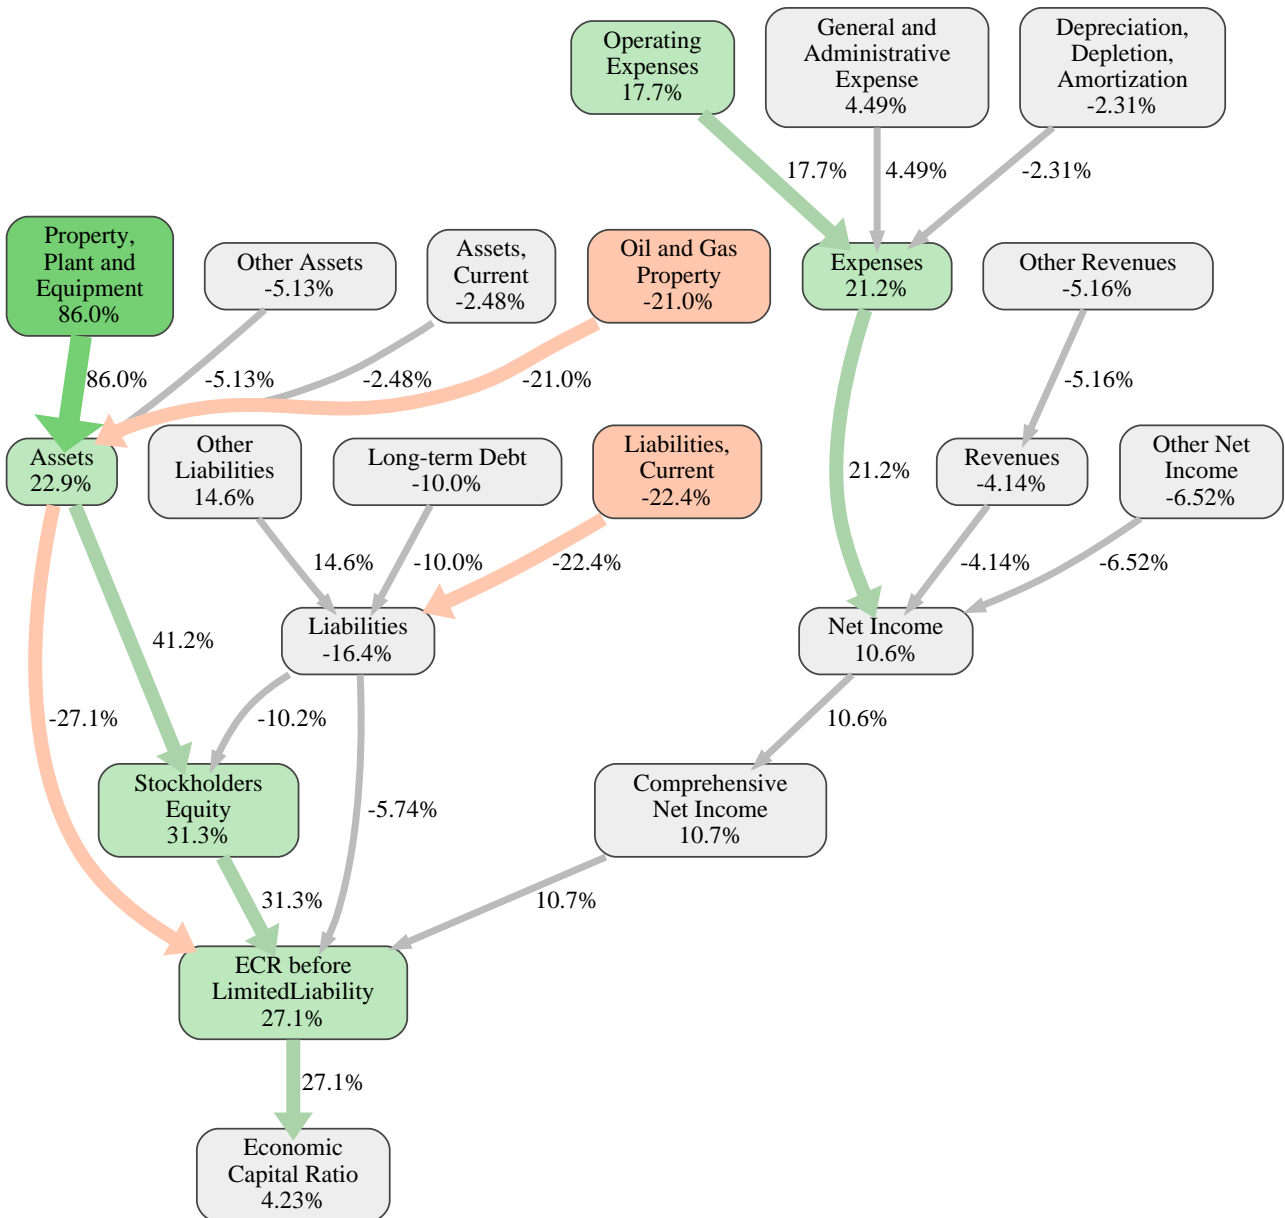 Operating
Expenses
17.7%
General and
Administrative
Expense
4.49%
Depreciation,
Depletion,
Amortization
-2.31%
17.7%
4.49%
-2.31%
Property,
Plant and
Equipment
86.0%
Other Assets
-5.13%
Assets,
Current
-2.48%
Oil and Gas
Property
-21.0%
Expenses
21.2%
Other Revenues
-5.16%
86.0%
-5.13%
-2.48%
-21.0%
-5.16%
Assets
22.9%
Other
Liabilities
14.6%
Long-term Debt
-10.0%
Liabilities,
Current
-22.4%
21.2%
Revenues
-4.14%
Other Net
Income
-6.52%
14.6%
-10.0%
-22.4%
-4.14%
-6.52%
41.2%
Liabilities
-16.4%
Net Income
10.6%
-27.1%
-10.2%
10.6%
Stockholders
Equity
31.3%
-5.74%
Comprehensive
Net Income
10.7%
31.3%
10.7%
ECR before
LimitedLiability
27.1%
27.1%
Economic
Capital Ratio
4.23%